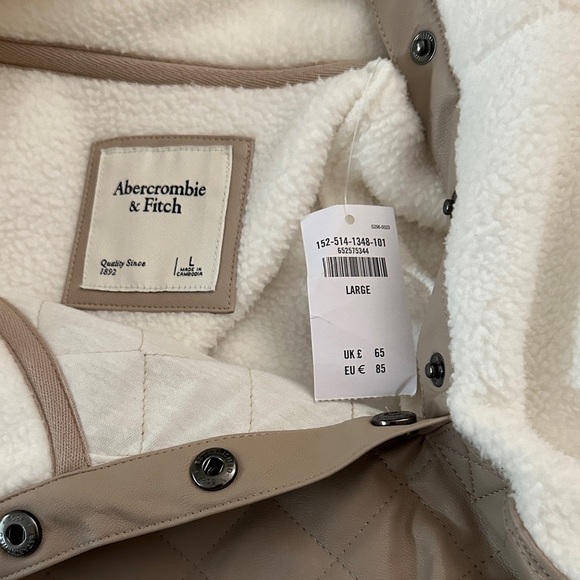 Abercrombie
& Fitch
Quality Since
1892
L
MADE IN
CAMBODIA
152-514-1348-101
652575344
LARGE
UK £ 65
EU € 85